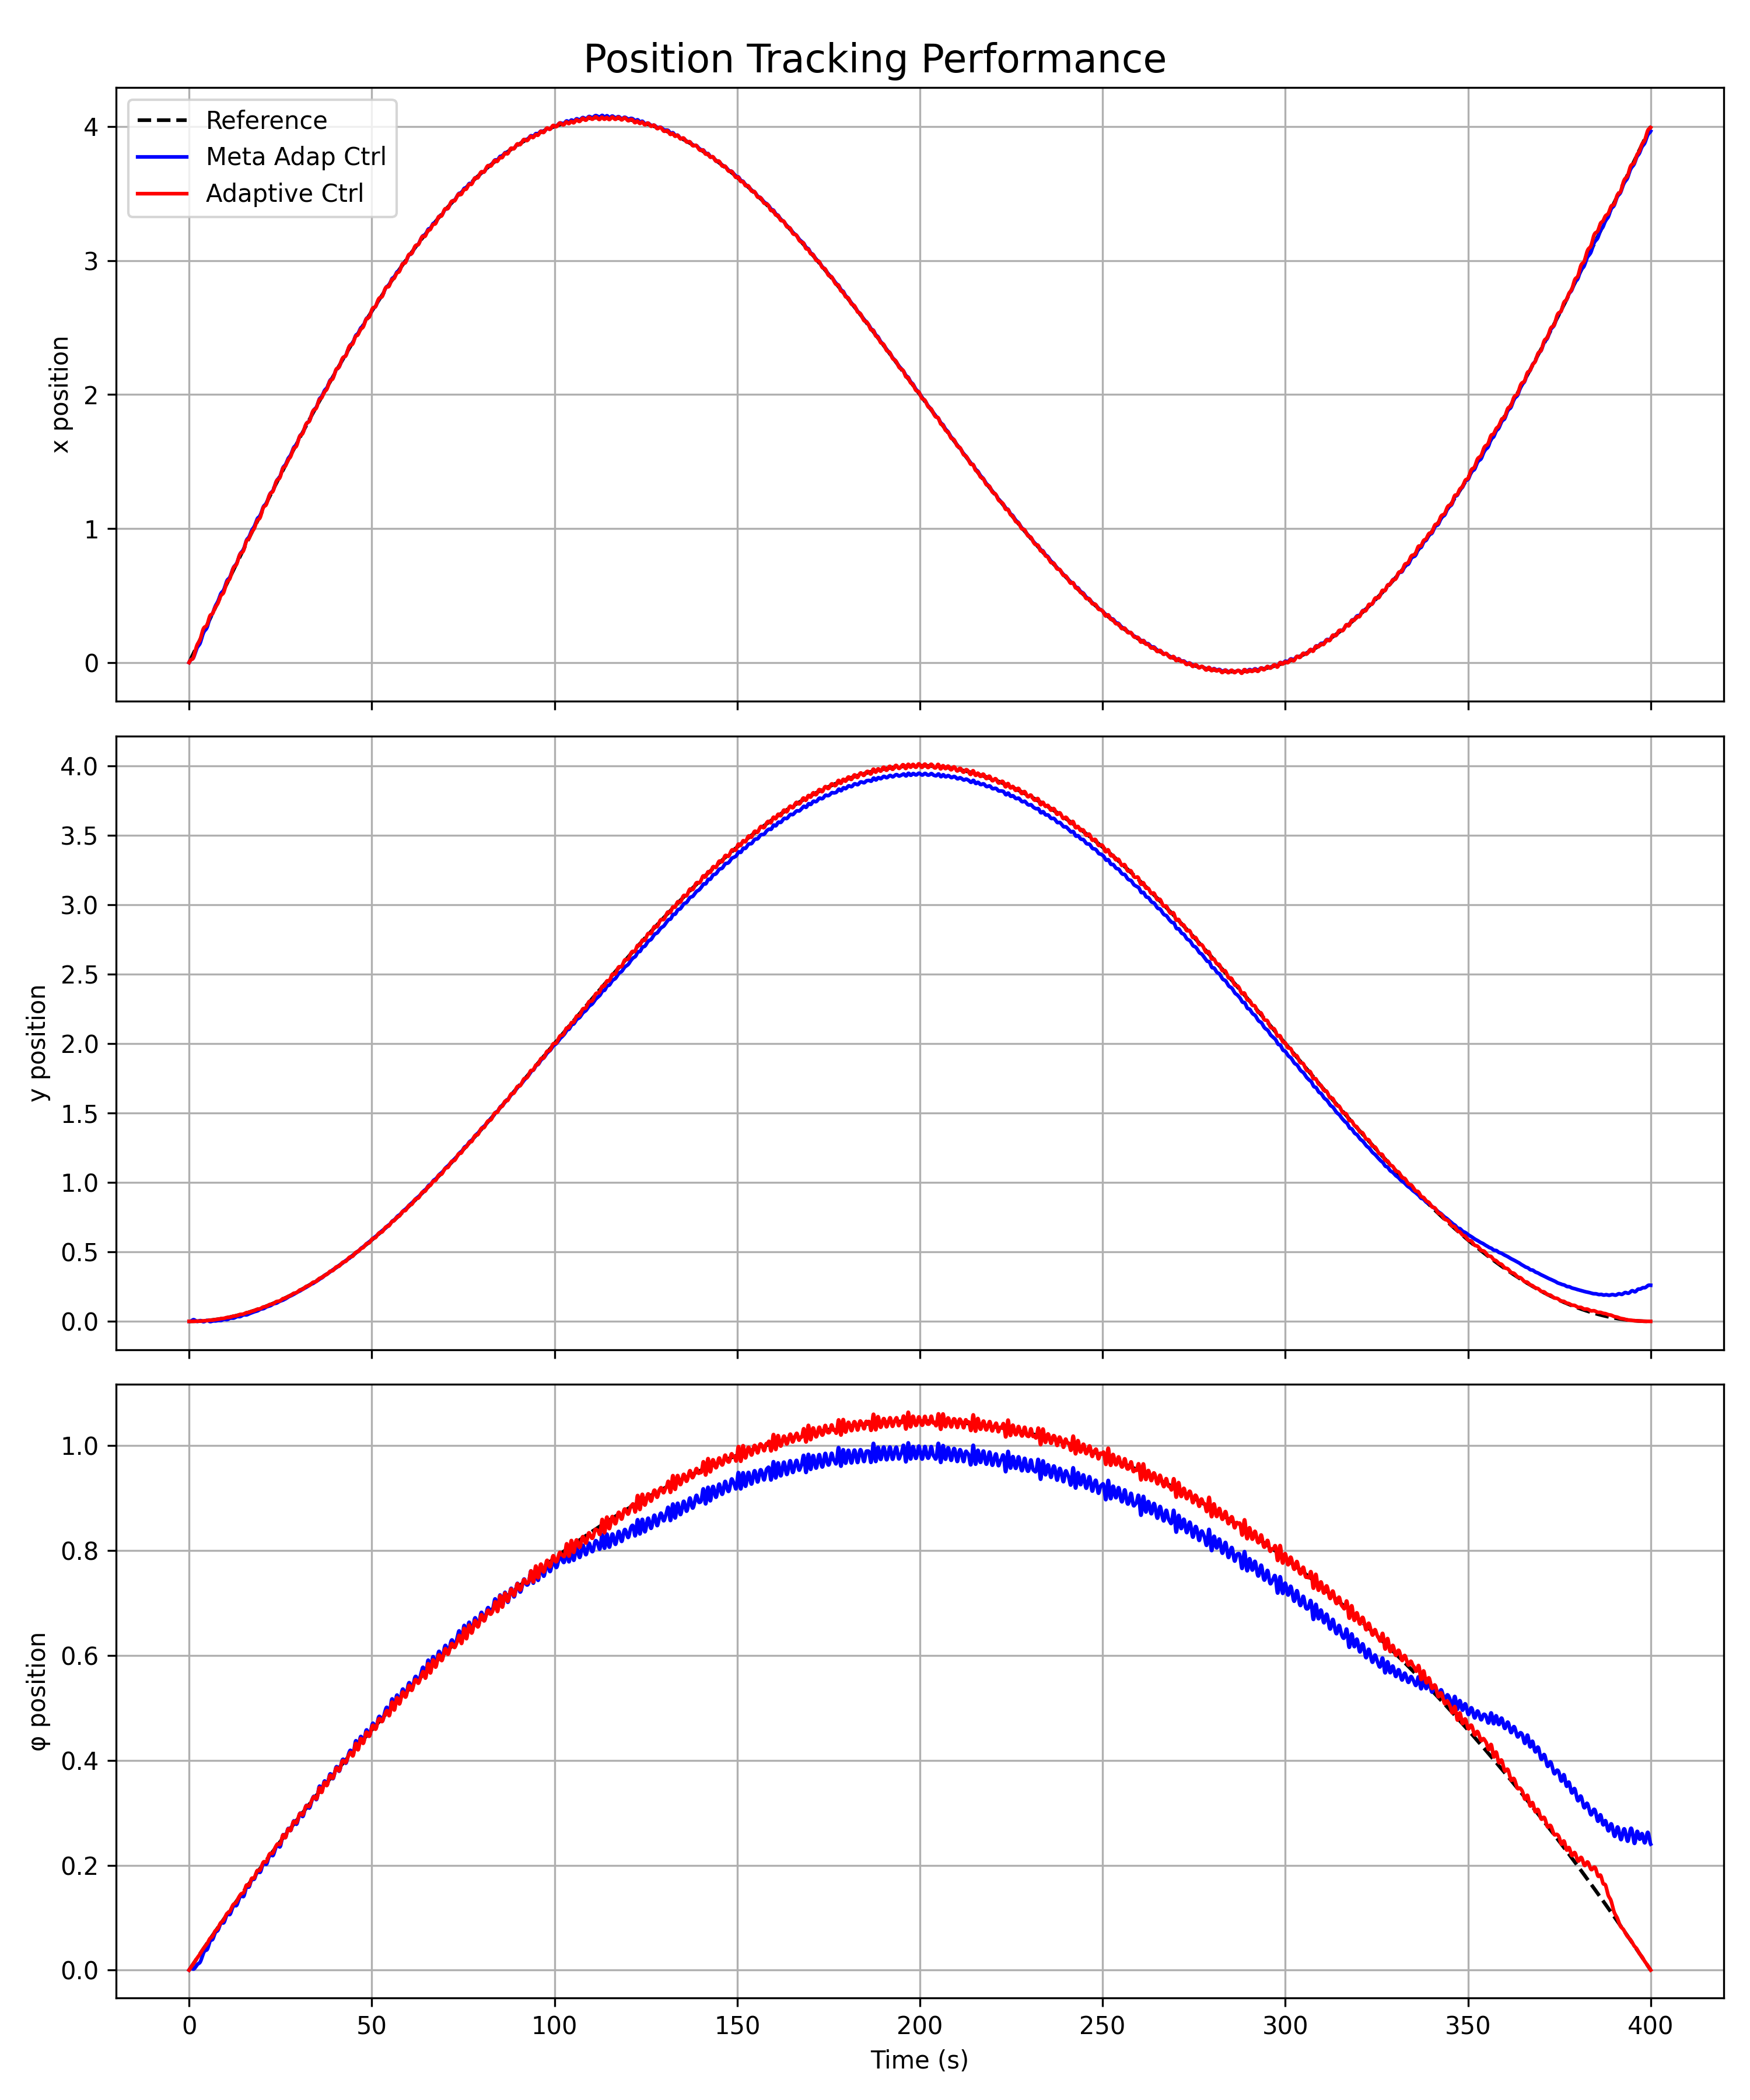 Position Tracking Performance
Reference
Meta Adap Ctrl
Adaptive Ctrl
4
3
2
1
0
x position
4.0
3.5
3.0
2.5
2.0
1.5
1.0
0.5
0.0
y position
1.0
0.8
0.6
0.4
0.2
0.0
φ position
0 50 100 150 200 250 300 350 400
Time (s)